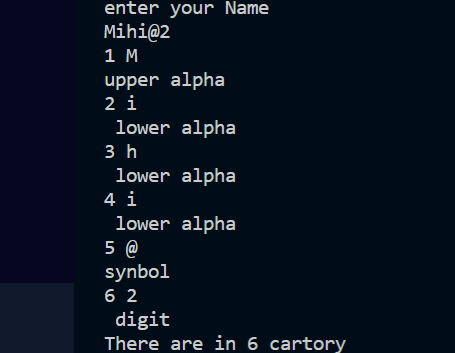 enter your Name
Mihi@2
1 M
upper alpha
2 i
 lower alpha
3 h
 lower alpha
4 i
 lower alpha
5 @
synbol
6 2
 digit
There are in 6 cartory